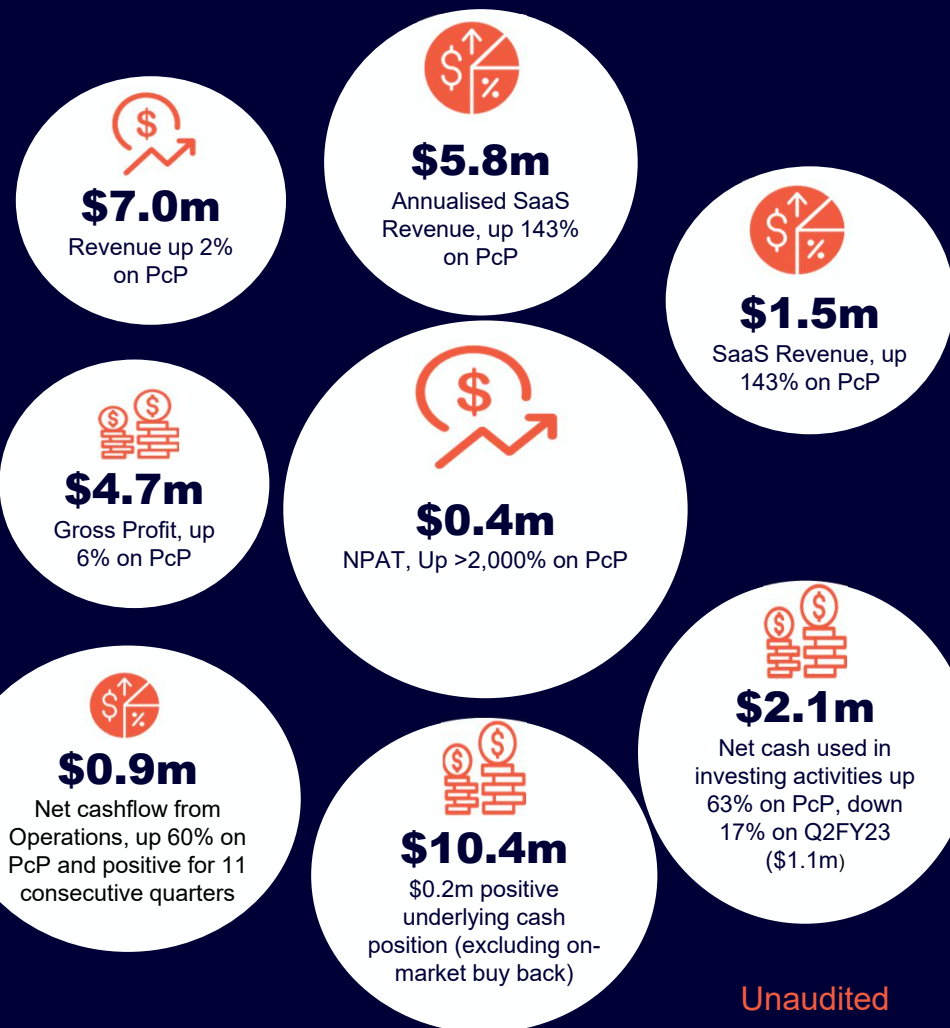 $7.0m
Revenue up 2%
on PcP
$5.8m
Annualised SaaS
Revenue, up 143%
on PcP
$1.5m
SaaS Revenue, up
143% on PcP
$4.7m
Gross Profit, up
6% on PcP
$0.4m
NPAT, Up >2,000% on PcP
$0.9m
Net cashflow from
Operations, up 60% on
PcP and positive for 11
consecutive quarters
$10.4m
$0.2m positive
underlying cash
position (excluding on-
market buy back)
$2.1m
Net cash used in
investing activities up
63% on PcP, down
17% on Q2FY23
($1.1m)
Unaudited